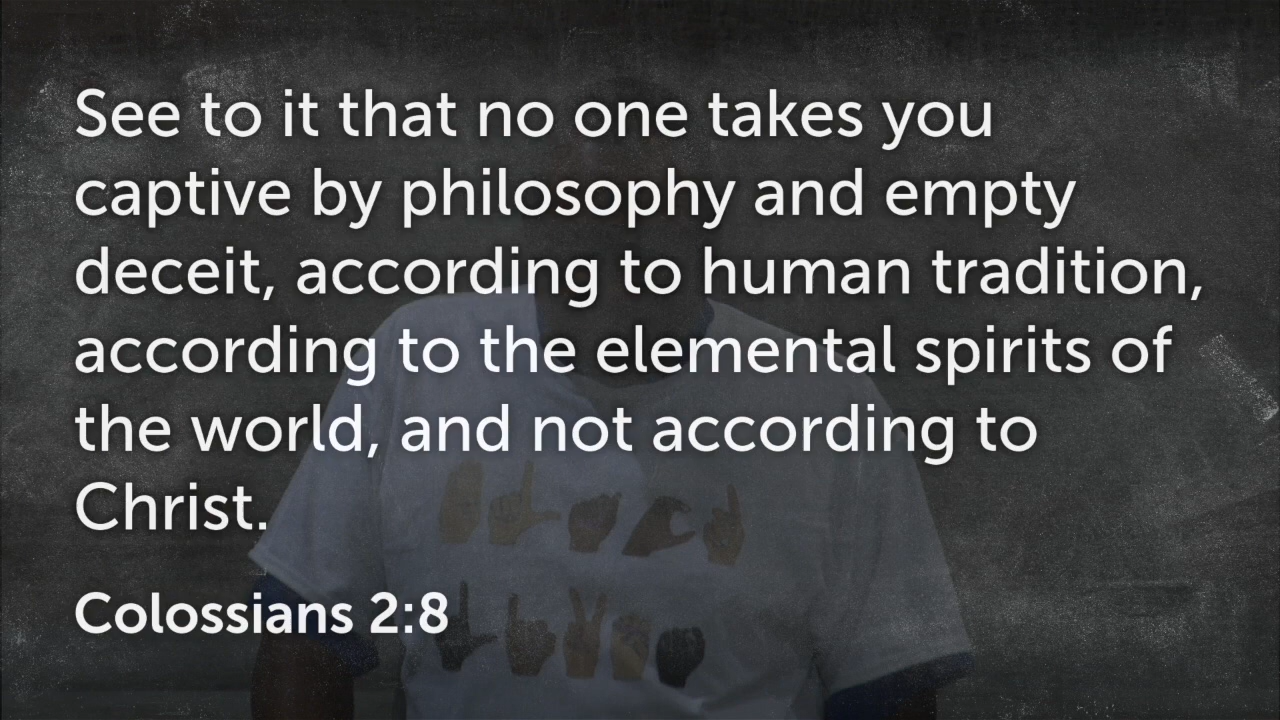 See to it that no one takes you
captive by philosophy and empty
deceit, according to human tradition,
according to the elemental spirits of
the world, and not according to
Christ.
Colossians 2:8